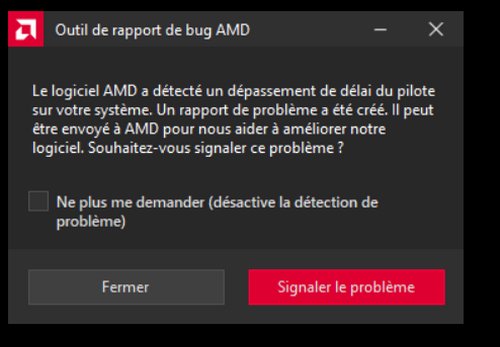 Outil de rapport de bug AMD
Le logiciel AMD a détecté un dépassement de délai du pilote
sur votre système. Un rapport de problème a été créé. Il peut
être envoyé à AMD pour nous aider à améliorer notre
logiciel. Souhaitez-vous signaler ce problème ?
Ne plus me demander (désactive la détection de
problème)
Fermer
Signaler le problème